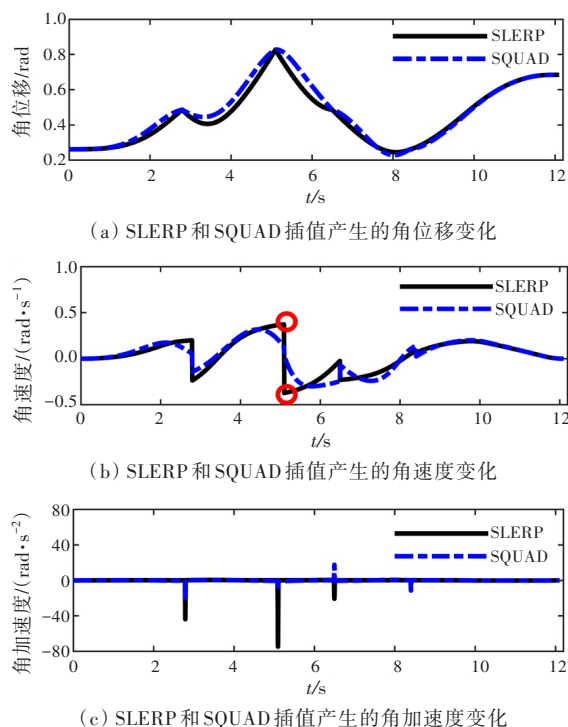 SLERP
SQUAD
角位移/rad
1.0
0.8
0.6
0.4
0.2
0 2 4 6 8 10 12
t/s
(a)SLERP和SQUAD插值产生的角位移变化
SLERP
SQUAD
角速度/(rad·s⁻¹)
1.0
0.5
0.0
−0.5
0 2 4 6 8 10 12
t/s
(b)SLERP和SQUAD插值产生的角速度变化
SLERP
SQUAD
角加速度/(rad·s⁻²)
80
40
0
−40
−80
0 2 4 6 8 10 12
t/s
(c)SLERP和SQUAD插值产生的角加速度变化